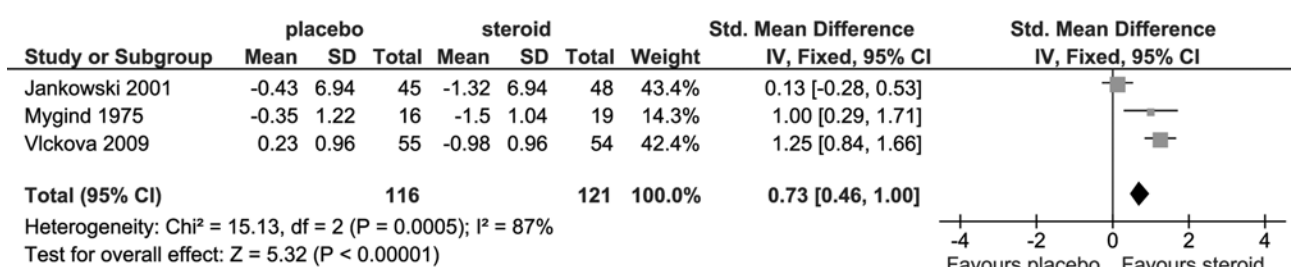 placebo steroid Std. Mean Difference Std. Mean Difference
Study or Subgroup Mean SD Total Mean SD Total Weight IV, Fixed, 95% CI IV, Fixed, 95% CI
Jankowski 2001 -0.43 6.94 45 -1.32 6.94 48 43.4% 0.13 [-0.28, 0.53]
Mygind 1975 -0.35 1.22 16 -1.5 1.04 19 14.3% 1.00 [0.29, 1.71]
Vlckova 2009 0.23 0.96 55 -0.98 0.96 54 42.4% 1.25 [0.84, 1.66]
Total (95% CI) 116 121 100.0% 0.73 [0.46, 1.00]
Heterogeneity: Chi² = 15.13, df = 2 (P = 0.0005); I² = 87%
Test for overall effect: Z = 5.32 (P < 0.00001)
-4 -2 0 2 4
Favours placebo Favours steroid